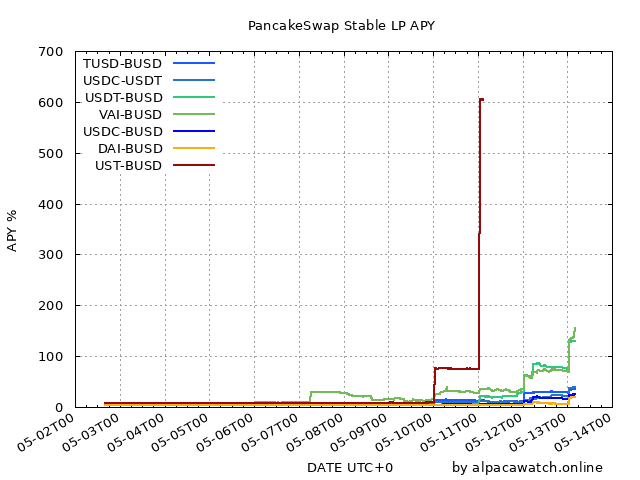 PancakeSwap Stable LP APY
700
600
500
400
300
200
100
0
APY %
TUSD-BUSD
USDC-USDT
USDT-BUSD
VAI-BUSD
USDC-BUSD
DAI-BUSD
UST-BUSD
05-02T00
05-03T00
05-04T00
05-05T00
05-06T00
05-07T00
05-08T00
05-09T00
05-10T00
05-11T00
05-12T00
05-13T00
05-14T00
DATE UTC+0
by alpacawatch.online